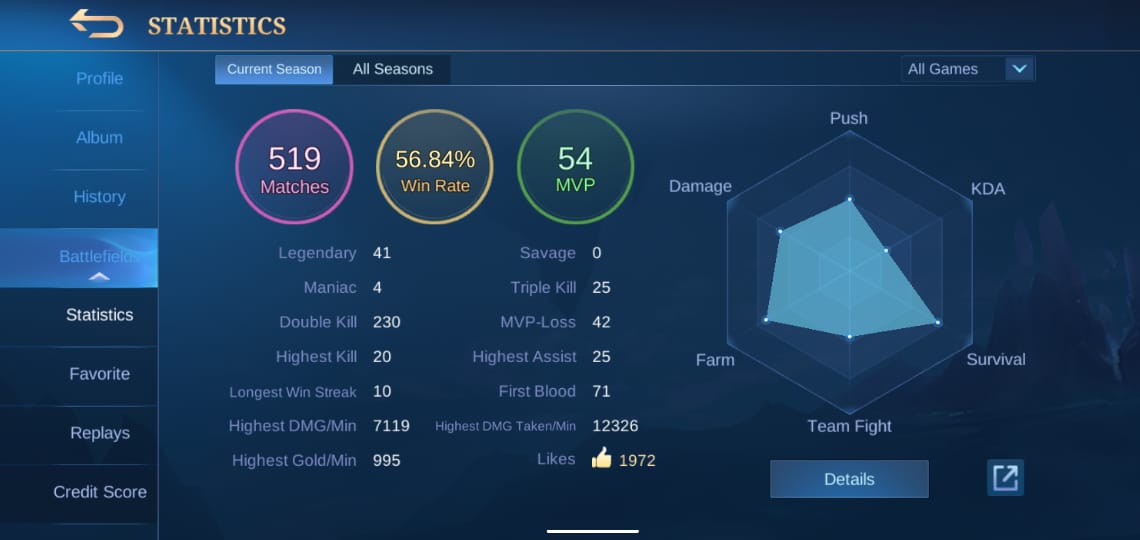 STATISTICS
Profile
Album
History
Battlefields
Statistics
Favorite
Replays
Credit Score
Current Season
All Seasons
All Games
519
Matches
56.84%
Win Rate
54
MVP
Legendary 41
Savage 0
Maniac 4
Triple Kill 25
Double Kill 230
MVP-Loss 42
Highest Kill 20
Highest Assist 25
Longest Win Streak 10
First Blood 71
Highest DMG/Min 7119
Highest DMG Taken/Min 12326
Highest Gold/Min 995
Likes 1972
Push
Damage
KDA
Farm
Survival
Team Fight
Details